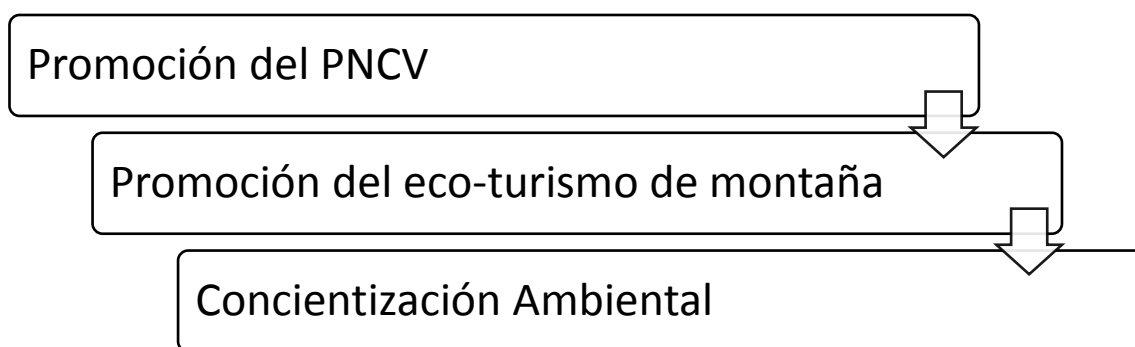 Promoción del PNCV
Promoción del eco-turismo de montaña
Concientización Ambiental